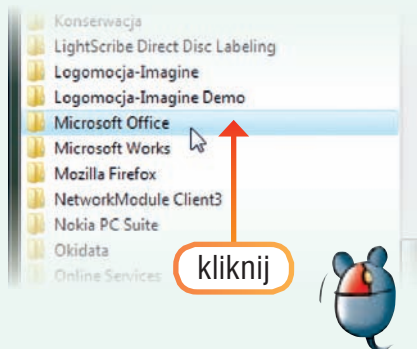 Konserwacja
LightScribe Direct Disc Labeling
Logomocja-Imagine
Logomocja-Imagine Demo
Microsoft Office
Microsoft Works
Mozilla Firefox
NetworkModule Client3
Nokia PC Suite
Okidata
Online Services
kliknij